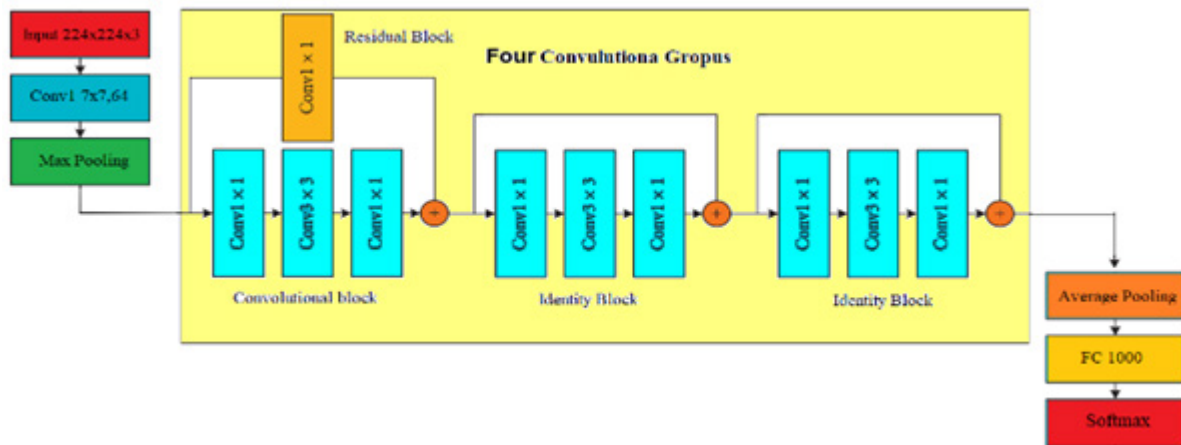 Input 224x224x3
Conv1 7x7,64
Max Pooling
Conv1 × 1
Residual Block
Four Convulutiona Gropus
Conv1 × 1
Conv3 × 3
Conv1 × 1
+
Convolutional block
Conv1 × 1
Conv3 × 3
Conv1 × 1
+
Identity Block
Conv1 × 1
Conv3 × 3
Conv1 × 1
+
Identity Block
Average Pooling
FC 1000
Softmax